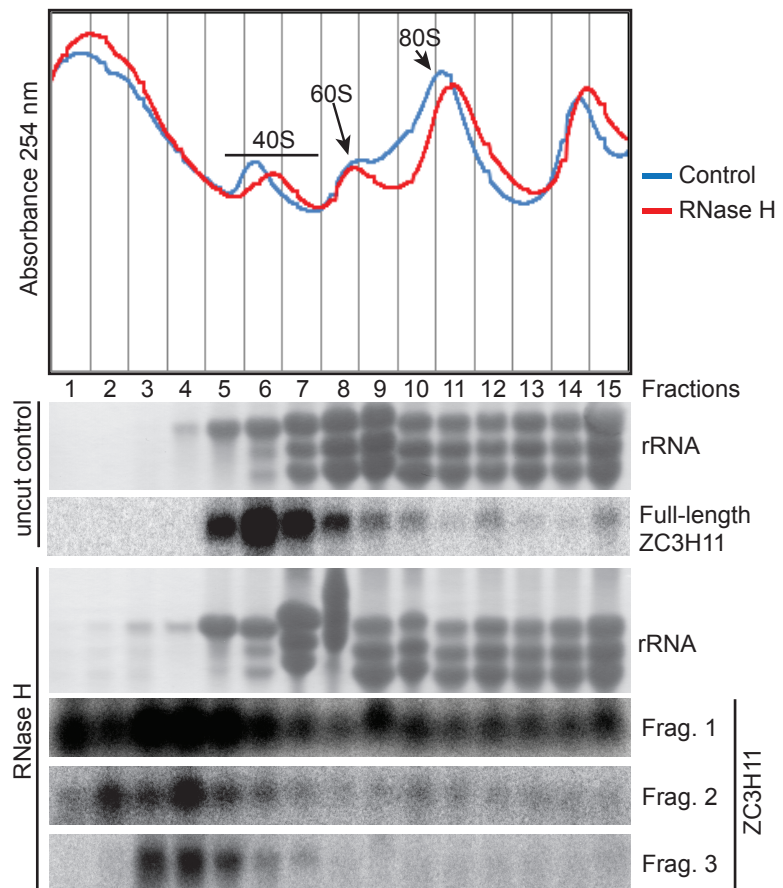 Absorbance 254 nm
40S
60S
80S
Control
RNase H
1 2 3 4 5 6 7 8 9 10 11 12 13 14 15 Fractions
uncut control
rRNA
Full-length
ZC3H11
RNase H
rRNA
Frag. 1
Frag. 2
Frag. 3
ZC3H11